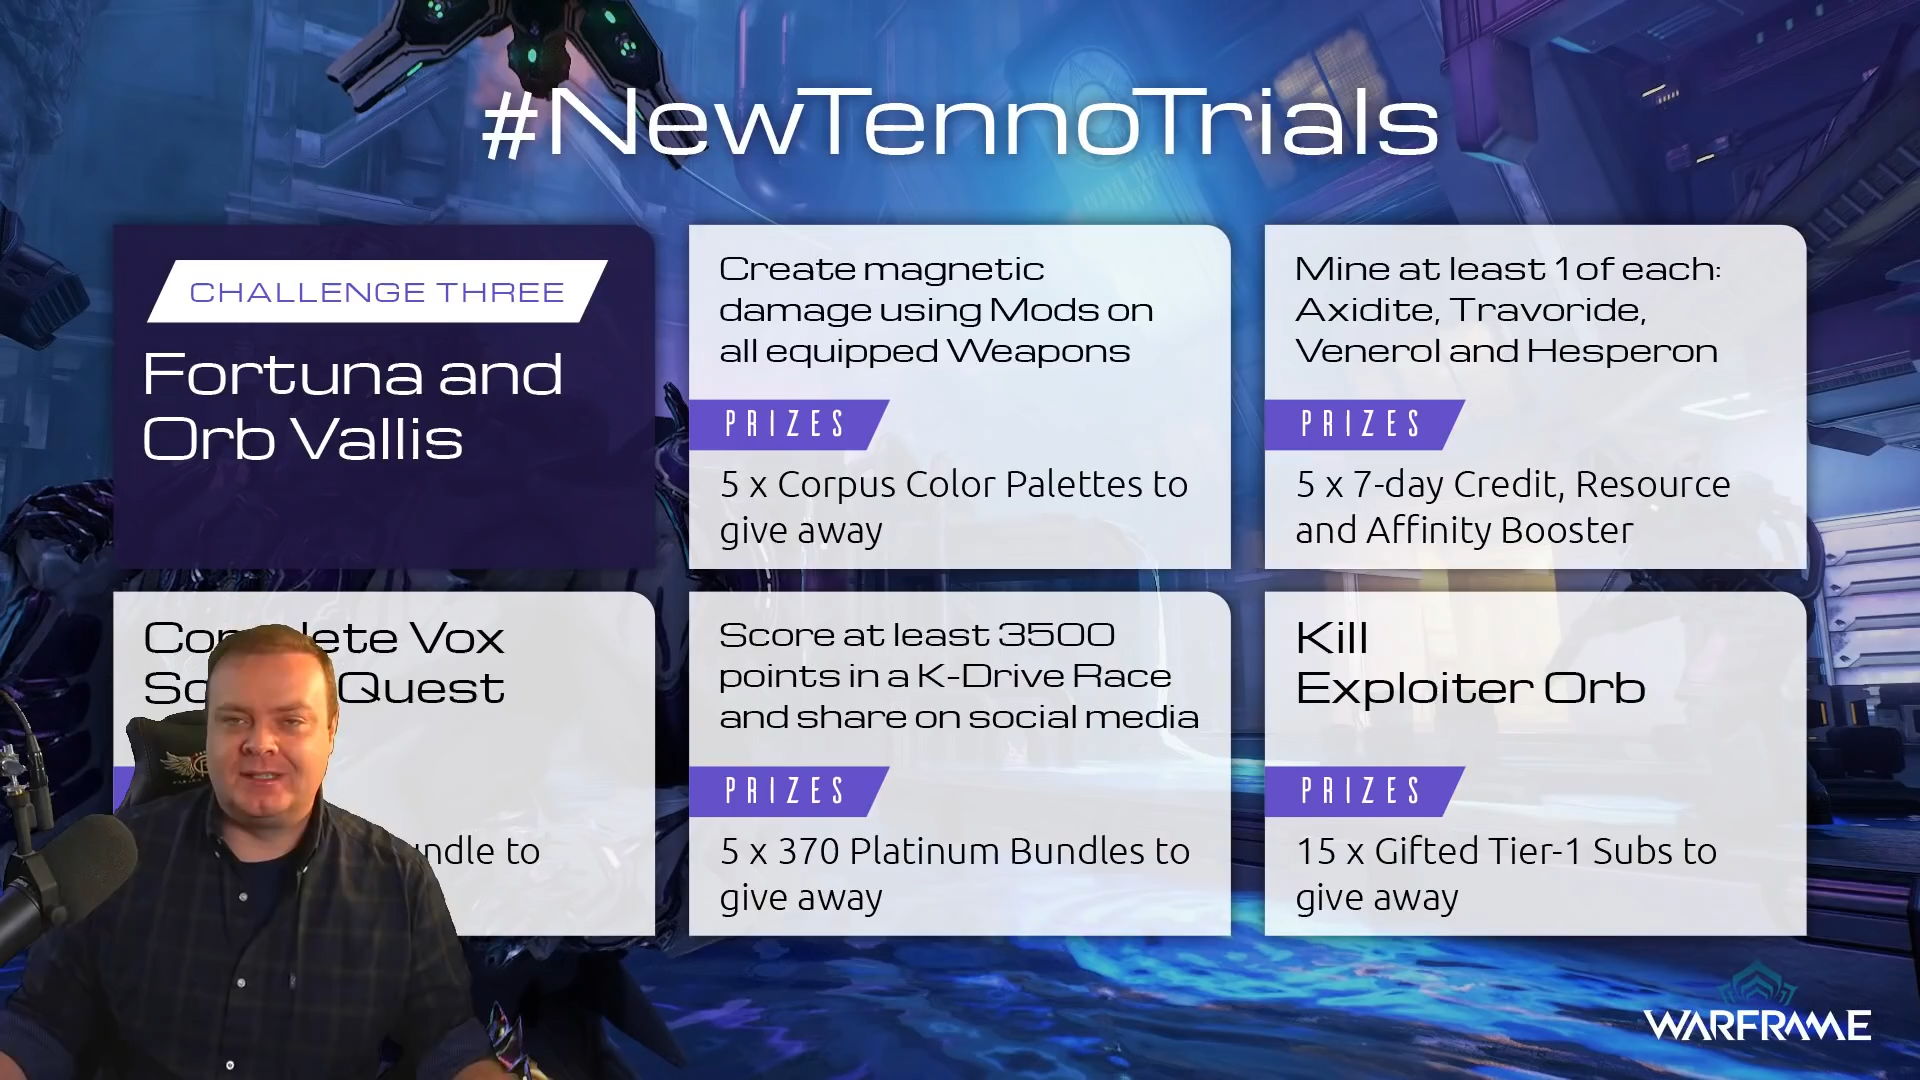 #NewTennoTrials
CHALLENGE THREE
Fortuna and
Orb Vallis
Create magnetic
damage using Mods on
all equipped Weapons
PRIZES
5 x Corpus Color Palettes to
give away
Mine at least 1 of each:
Axidite, Travoride,
Venerol and Hesperon
PRIZES
5 x 7-day Credit, Resource
and Affinity Booster
Vox
Quest
to
Score at least 3500
points in a K-Drive Race
and share on social media
PRIZES
5 x 370 Platinum Bundles to
give away
Kill
Exploiter Orb
PRIZES
15 x Gifted Tier-1 Subs to
give away
WARFRAME